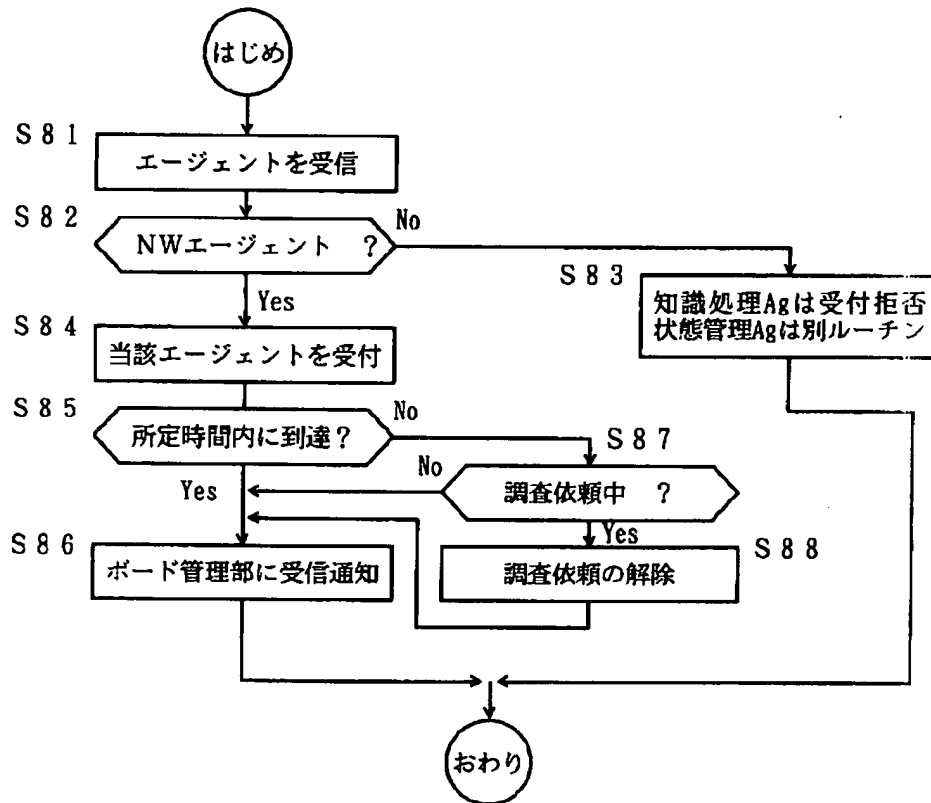 はじめ
S81
エージェントを受信
S82
NWエージェント ?
No
S83
知識処理Agは受付拒否
状態管理Agは別ルーチン
Yes
S84
当該エージェントを受付
S85
所定時間内に到達?
No
S87
調査依頼中 ?
No
Yes
Yes
S86
ボード管理部に受信通知
S88
調査依頼の解除
おわり